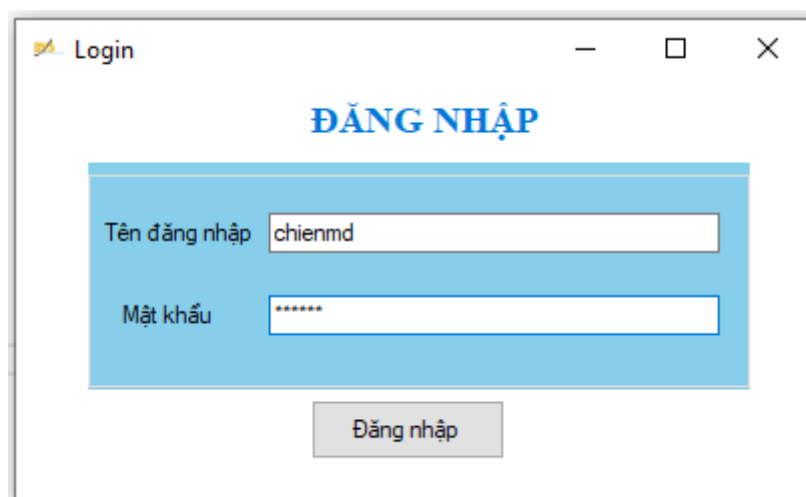 Login
ĐĂNG NHẬP
Tên đăng nhập chienmd
Mật khẩu ******
Đăng nhập